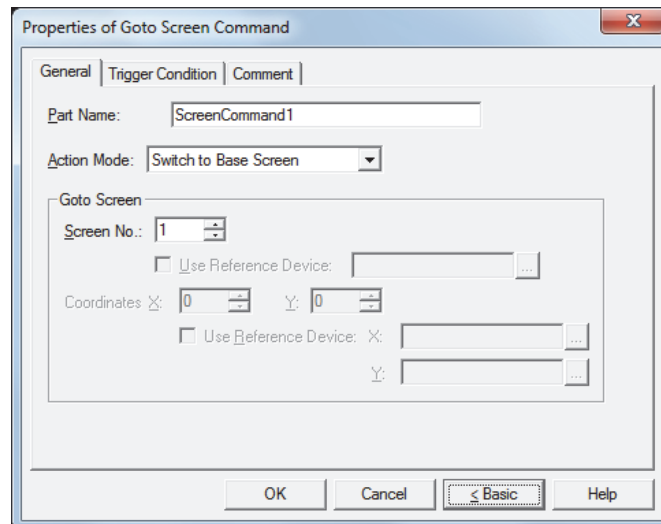 Properties of Goto Screen Command
General Trigger Condition Comment
Part Name: ScreenCommand1
Action Mode: Switch to Base Screen
Goto Screen
Screen No.: 1
Use Reference Device: ...
Coordinates X: 0 Y: 0
Use Reference Device: X: ...
Y: ...
OK Cancel < Basic Help